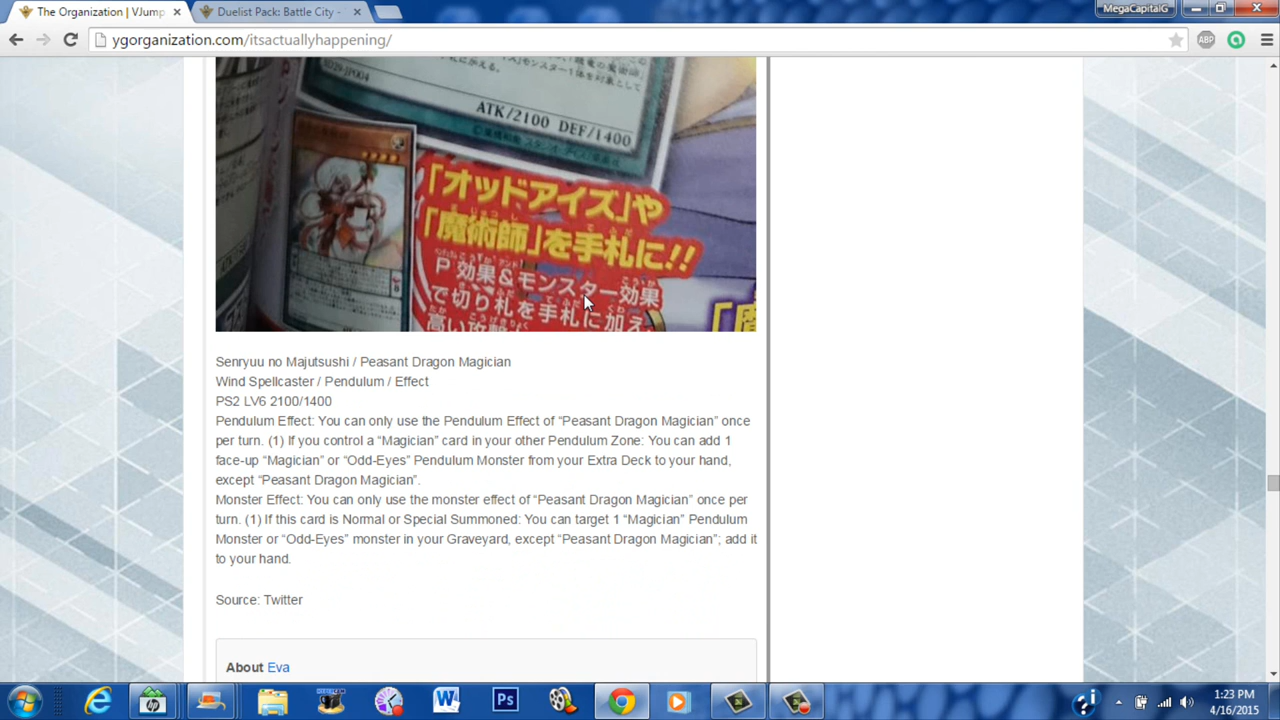 The Organization | VJump
Duelist Pack: Battle City -
MegaCapitalG
ygorganization.com/itsactuallyhappening/
ABP
ATK/2100 DEF/1400
「オッドアイズ」や
「魔術師」を手札に!!
P効果&モンスター効果
で切り札を手札に加え、
Senryuu no Majutsushi / Peasant Dragon Magician
Wind Spellcaster / Pendulum / Effect
PS2 LV6 2100/1400
Pendulum Effect: You can only use the Pendulum Effect of “Peasant Dragon Magician” once
per turn. (1) If you control a “Magician” card in your other Pendulum Zone: You can add 1
face-up “Magician” or “Odd-Eyes” Pendulum Monster from your Extra Deck to your hand,
except “Peasant Dragon Magician”.
Monster Effect: You can only use the monster effect of “Peasant Dragon Magician” once per
turn. (1) If this card is Normal or Special Summoned: You can target 1 “Magician” Pendulum
Monster or “Odd-Eyes” monster in your Graveyard, except “Peasant Dragon Magician”; add it
to your hand.
Source: Twitter
About Eva
1:23 PM
4/16/2015